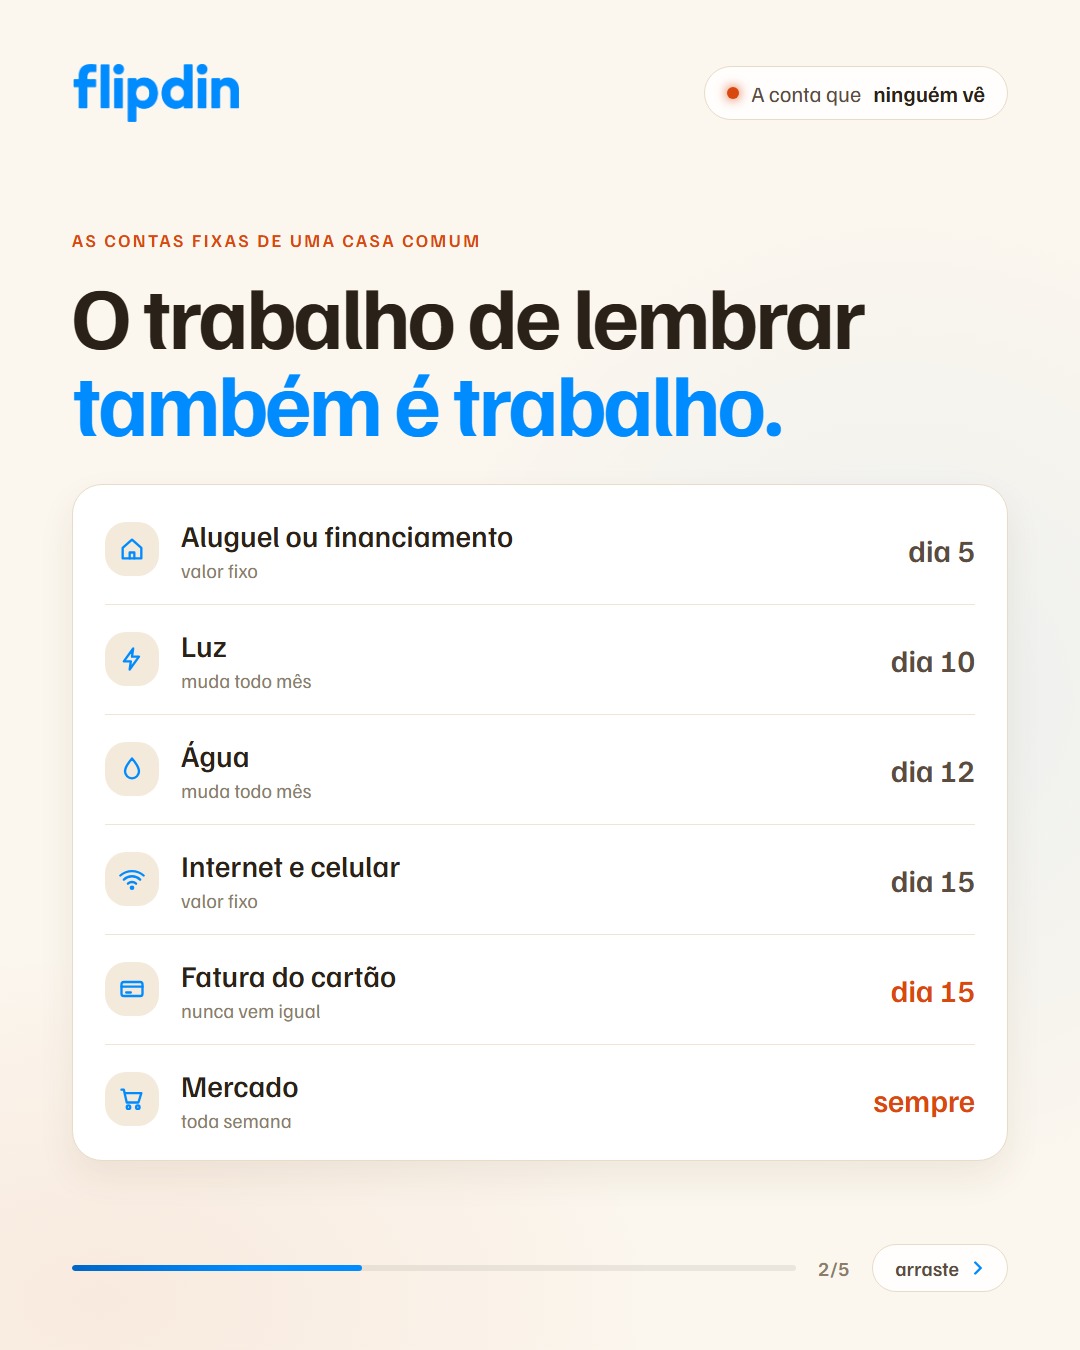 flipdin
A conta que ninguém vê
AS CONTAS FIXAS DE UMA CASA COMUM
O trabalho de lembrar
também é trabalho.
Aluguel ou financiamento
valor fixo
dia 5
Luz
muda todo mês
dia 10
Água
muda todo mês
dia 12
Internet e celular
valor fixo
dia 15
Fatura do cartão
nunca vem igual
dia 15
Mercado
toda semana
sempre
2/5
arraste